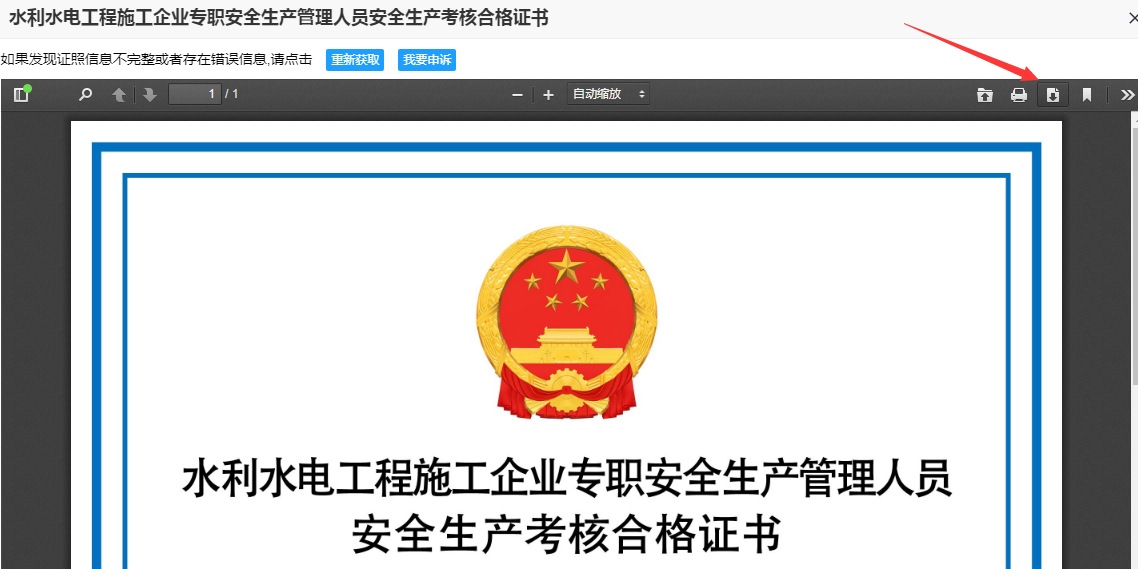 水利水电工程施工企业专职安全生产管理人员安全生产考核合格证书
如果发现证照信息不完整或者存在错误信息,请点击 重新获取 我要申诉
1 / 1 自动缩放
水利水电工程施工企业专职安全生产管理人员
安全生产考核合格证书